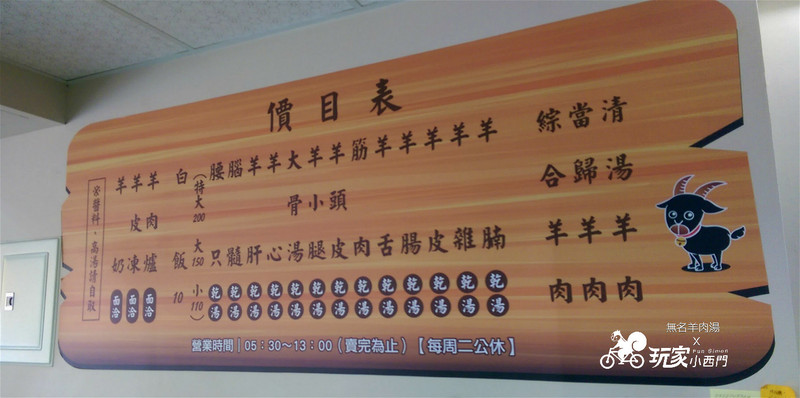 價目表
清湯羊肉
當歸羊肉
綜合羊肉
羊腩 乾 湯
羊雜 乾 湯
羊皮 乾 湯
羊腸 乾 湯
羊舌 乾 湯
筋肉 乾 湯
羊頭皮 乾 湯
羊小腿 乾 湯
大骨湯 乾 湯
羊心 乾 湯
羊肝 乾 湯
腦髓 乾 湯
腰只 乾 湯
(特大200 大150 小110)
白飯10
羊肉爐 面洽
羊皮凍 面洽
羊奶 面洽
※醬料、高湯請自取
營業時間|05:30~13:00(賣完為止)【每周二公休】
無名羊肉湯
X
玩家小西門
Fun Simon